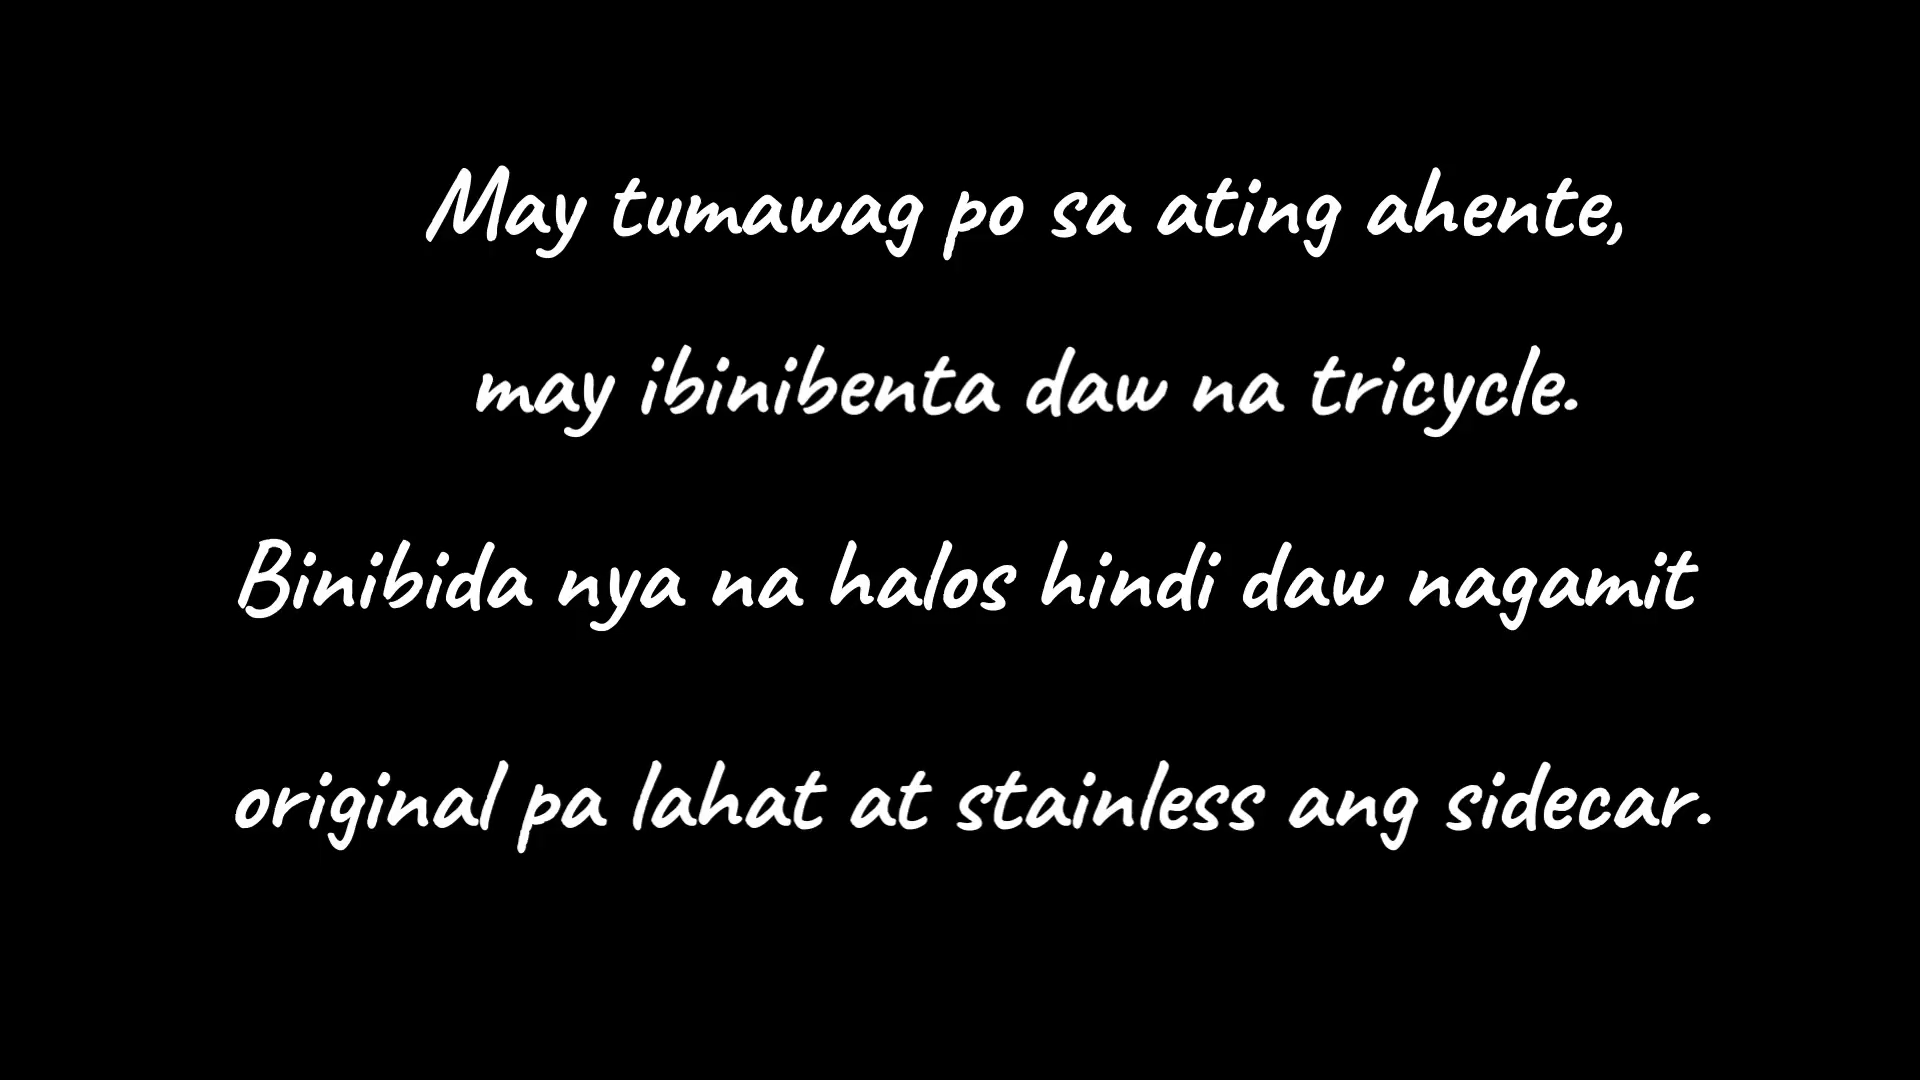 May tumawag po sa ating ahente,
may ibinibenta daw na tricycle.
Binibida nya na halos hindi daw nagamit
original pa lahat at stainless ang sidecar.